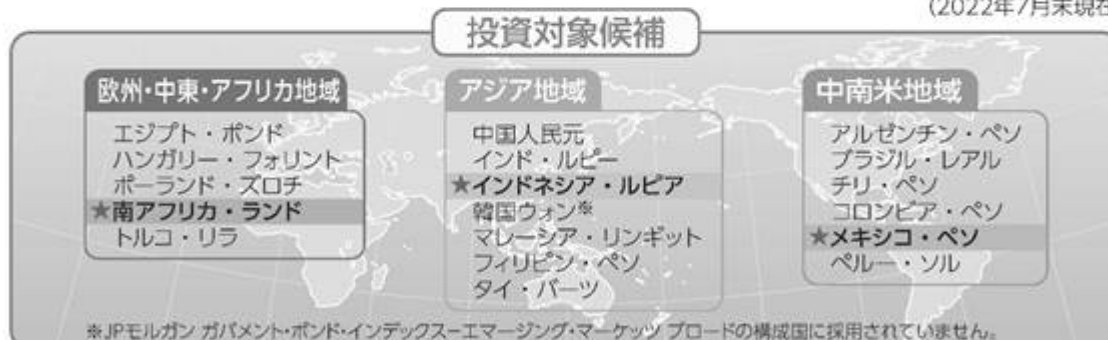 (2022年7月末現在
投資対象候補
欧州・中東・アフリカ地域
エジプト・ポンド
ハンガリー・フォリント
ポーランド・ズロチ
★南アフリカ・ランド
トルコ・リラ
アジア地域
中国人民元
インド・ルピー
★インドネシア・ルピア
韓国ウォン※
マレーシア・リンギット
フィリピン・ペソ
タイ・バーツ
中南米地域
アルゼンチン・ペソ
ブラジル・レアル
チリ・ペソ
コロンビア・ペソ
★メキシコ・ペソ
ペルー・ソル
※JPモルガン ガバメント・ボンド・インデックス－エマージング・マーケッツ ブロードの構成国に採用されていません。